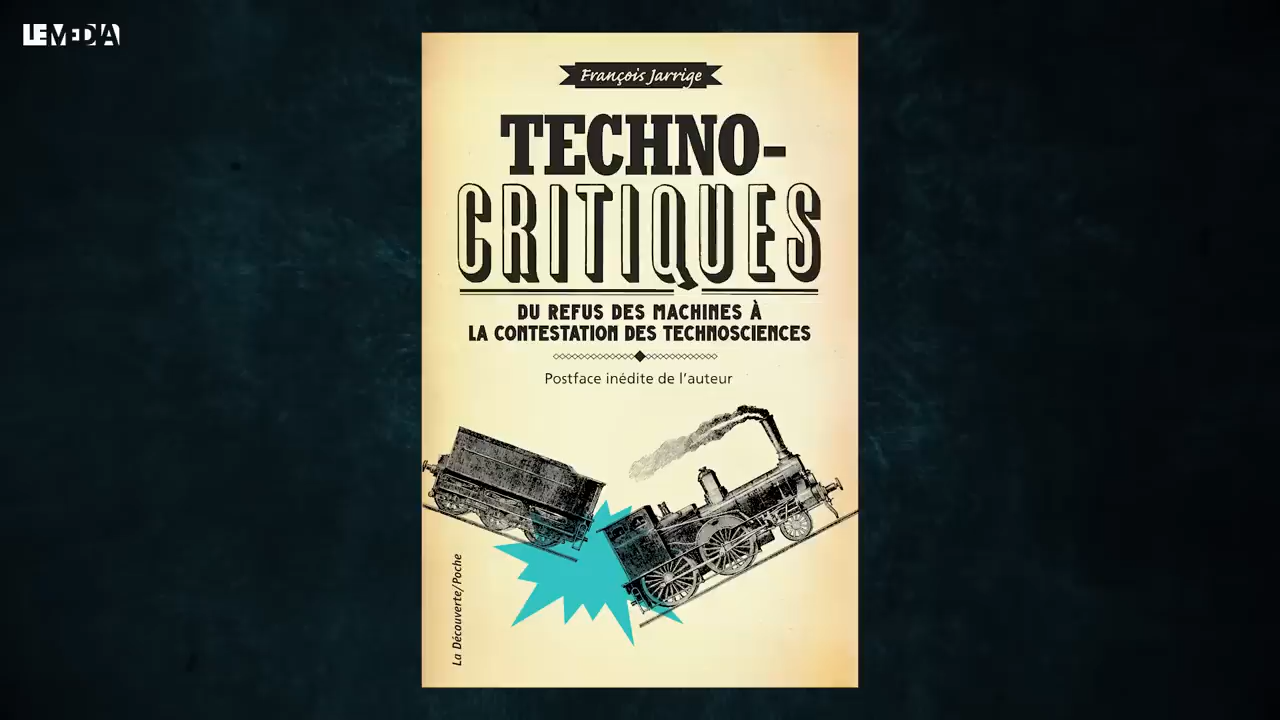 LEMEDIA
François Jarrige
TECHNO-
CRITIQUES
DU REFUS DES MACHINES À
LA CONTESTATION DES TECHNOSCIENCES
Postface inédite de l'auteur
La Découverte/Poche